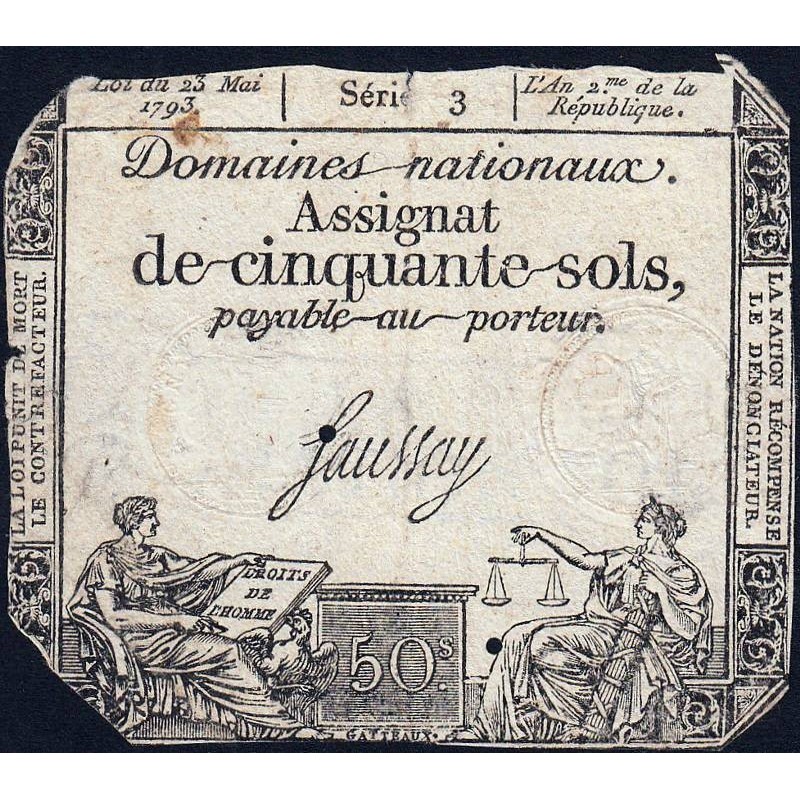 Loi du 23 Mai
1793.
Série 3
L'An 2.me de la
République.
Domaines nationaux.
Assignat
de cinquante sols,
payable au porteur.
LA LOI PUNIT DE MORT
LE CONTREFACTEUR.
LA NATION RÉCOMPENSE
LE DÉNONCIATEUR.
Saussay
DROITS
DE
L'HOMME
50.s
GATTEAUX.